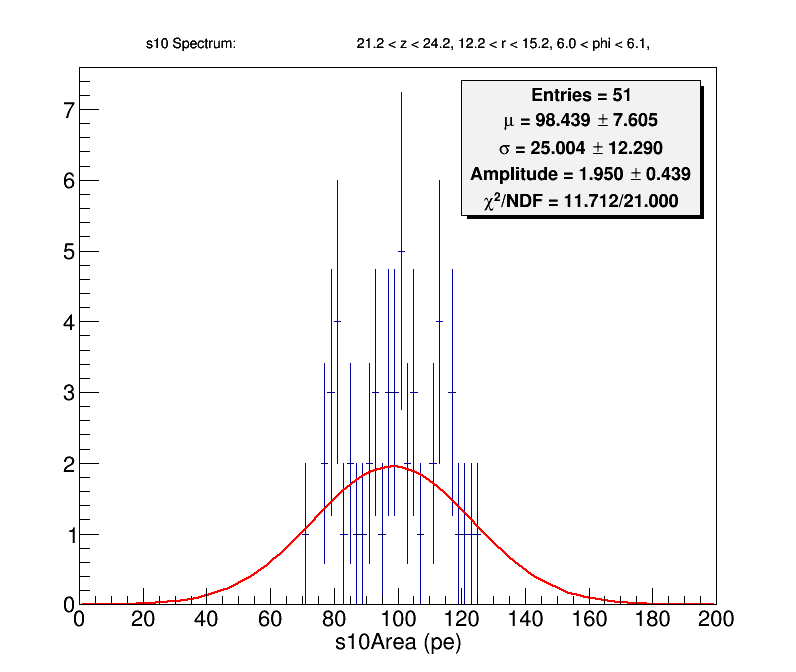 s10 Spectrum: 21.2 < z < 24.2, 12.2 < r < 15.2, 6.0 < phi < 6.1,
Entries = 51
μ = 98.439 ± 7.605
σ = 25.004 ± 12.290
Amplitude = 1.950 ± 0.439
χ²/NDF = 11.712/21.000
7
6
5
4
3
2
1
0
0 20 40 60 80 100 120 140 160 180 200
s10Area (pe)